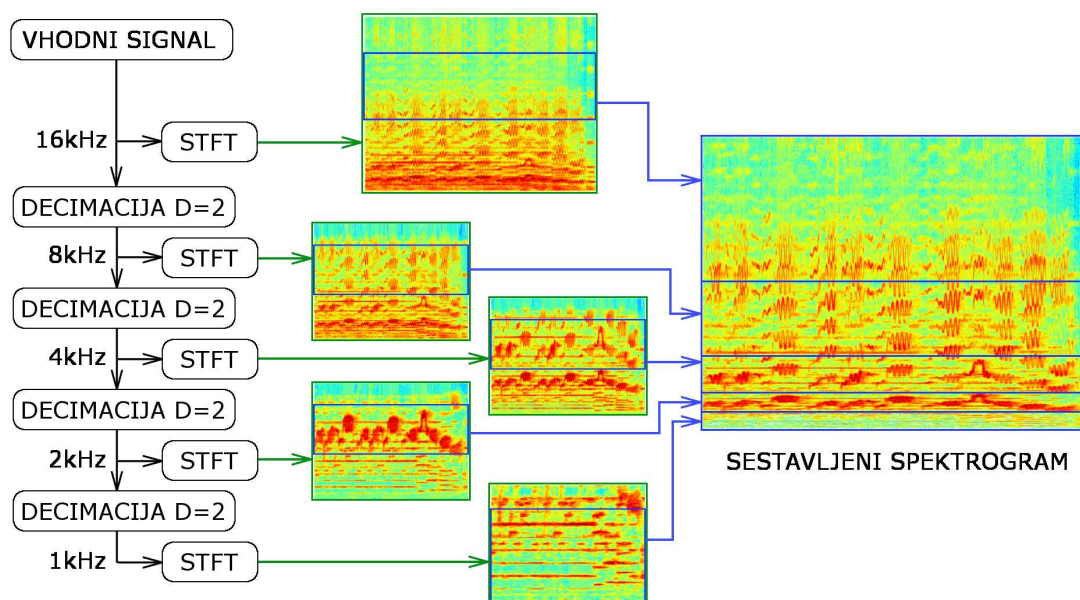 VHODNI SIGNAL
16kHz
STFT
DECIMACIJA D=2
8kHz
STFT
DECIMACIJA D=2
4kHz
STFT
DECIMACIJA D=2
2kHz
STFT
DECIMACIJA D=2
1kHz
STFT
SESTAVLJENI SPEKTROGRAM